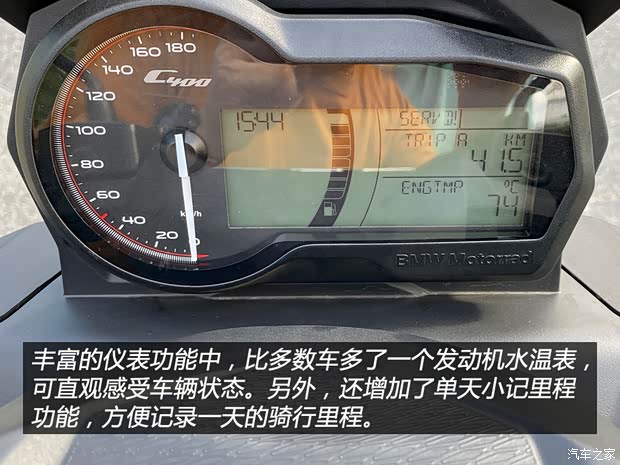 160 180
140
120
100
80
60
40
20
0
C400
km/h
15:44
SERV D!
TRIP A KM
41.5
ENGTMP °C
74
BMW Motorrad
丰富的仪表功能中，比多数车多了一个发动机水温表，
可直观感受车辆状态。另外，还增加了单天小记里程
功能，方便记录一天的骑行里程。
汽车之家